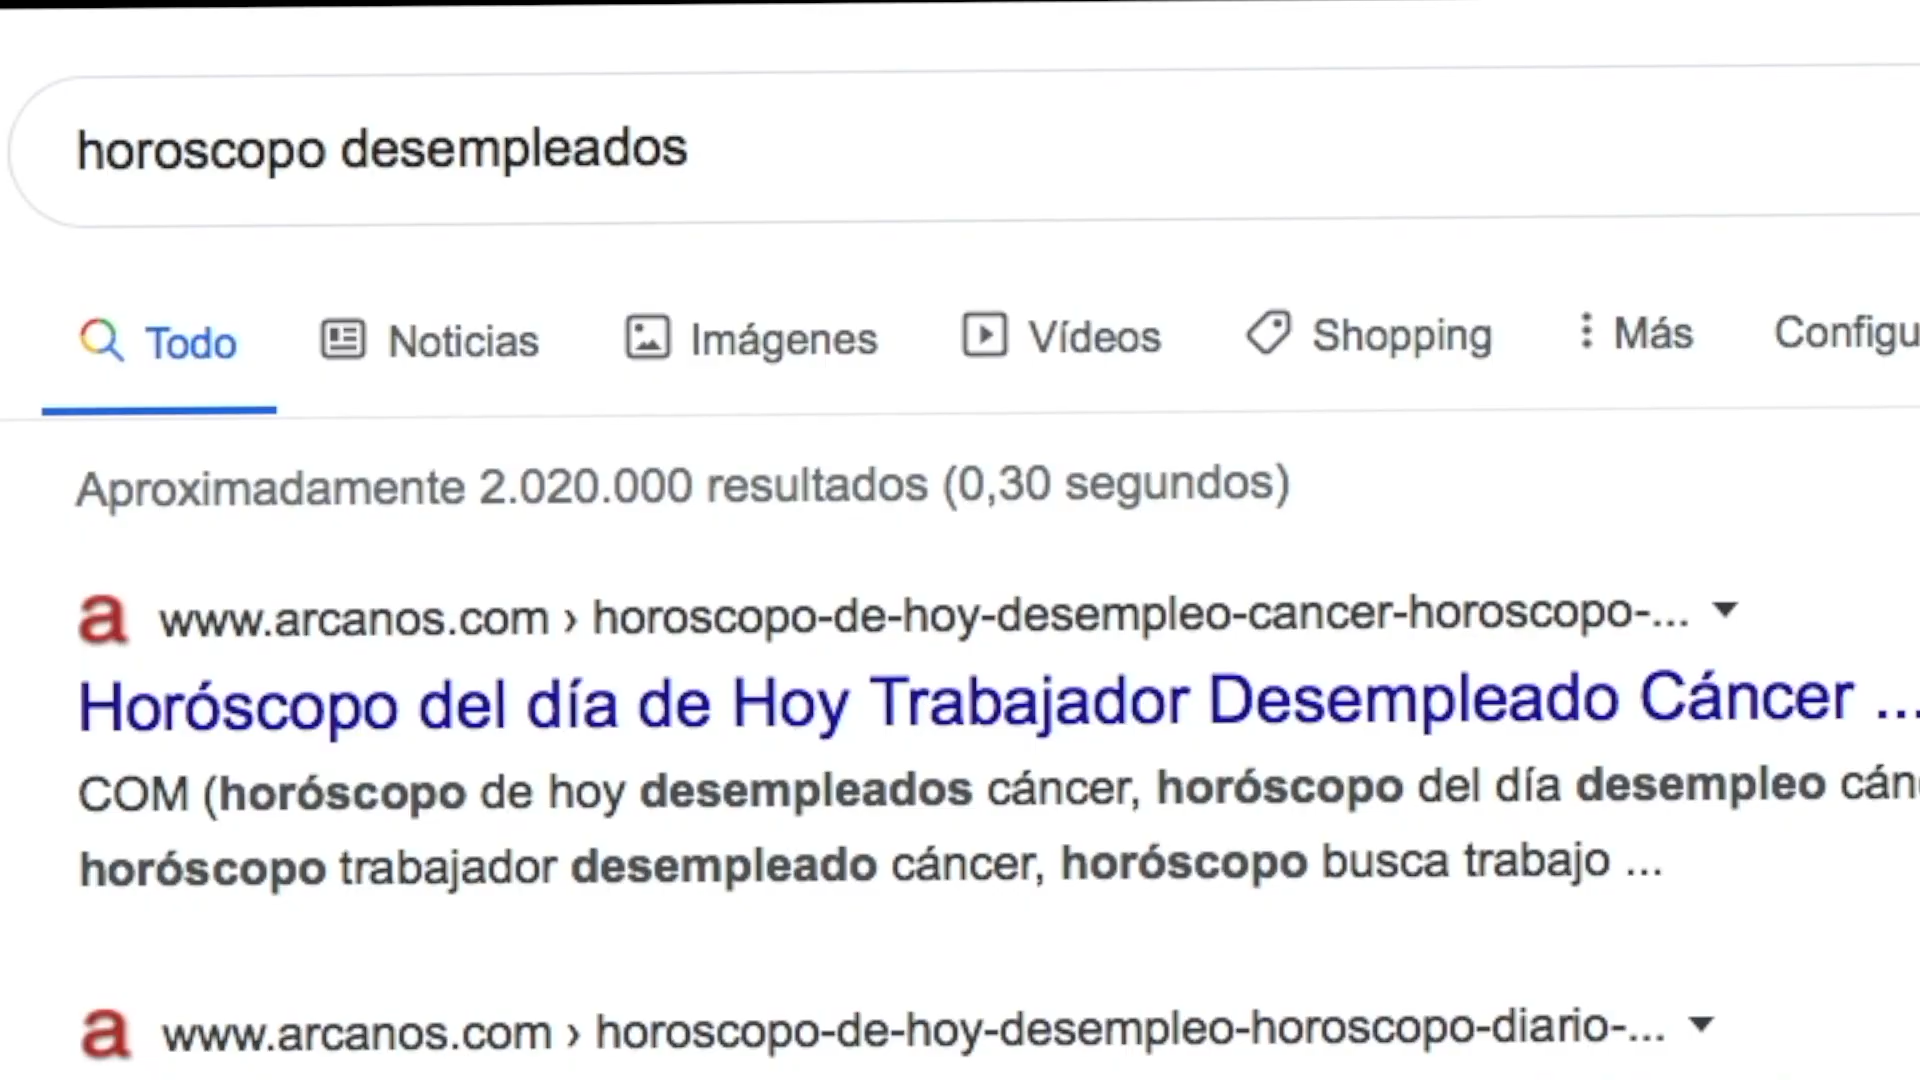 horoscopo desempleados
Todo Noticias Imágenes Vídeos Shopping Más Configu
Aproximadamente 2.020.000 resultados (0,30 segundos)
a www.arcanos.com › horoscopo-de-hoy-desempleo-cancer-horoscopo-...
Horóscopo del día de Hoy Trabajador Desempleado Cáncer ...
COM (horóscopo de hoy desempleados cáncer, horóscopo del día desempleo cán
horóscopo trabajador desempleado cáncer, horóscopo busca trabajo ...
a www.arcanos.com › horoscopo-de-hoy-desempleo-horoscopo-diario-...